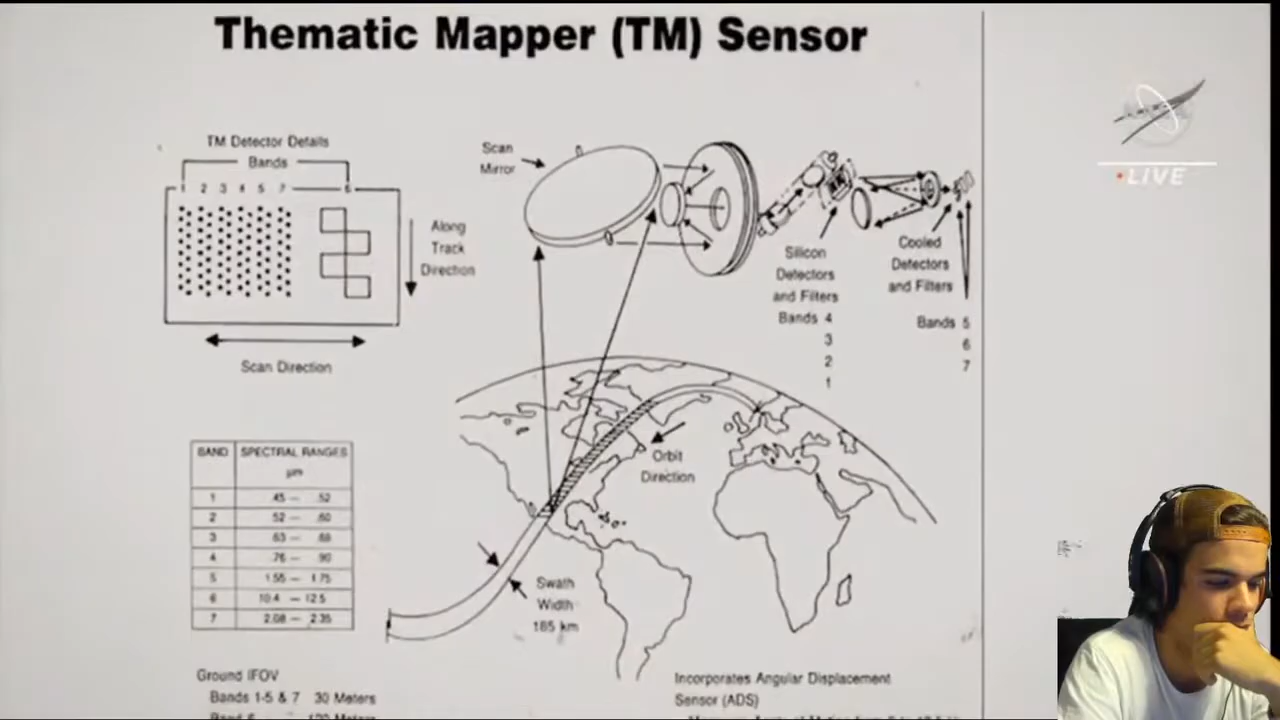 Thematic Mapper (TM) Sensor
LIVE
TM Detector Details
Bands
1 2 3 4 5 7 6
Along
Track
Direction
Scan Direction
Scan
Mirror
Silicon
Detectors
and Filters
Bands 4
3
2
1
Cooled
Detectors
and Filters
Bands 5
6
7
Orbit
Direction
Swath
Width
185 km
BAND SPECTRAL RANGES
μm
1 .45 — .52
2 .52 — .60
3 .63 — .69
4 .76 — .90
5 1.55 — 1.75
6 10.4 — 12.5
7 2.08 — 2.35
Ground IFOV
Bands 1-5 & 7 30 Meters
Band 6 120 Meters
Incorporates Angular Displacement
Sensor (ADS)